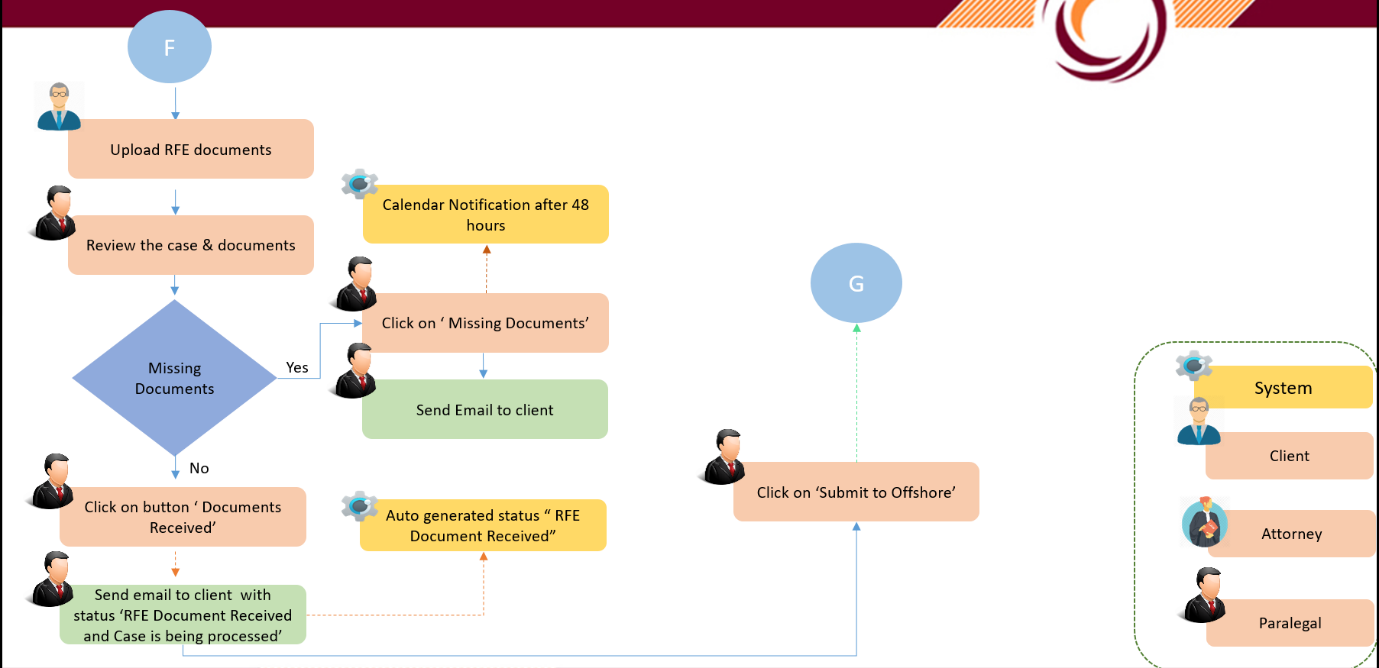 F
Upload RFE documents
Review the case & documents
Missing
Documents
Yes
No
Click on button ‘ Documents
Received’
Send email to client  with
status ‘RFE Document Received
and Case is being processed’
Calendar Notification after 48
hours
Click on ‘ Missing Documents’
Send Email to client
Auto generated status “ RFE
Document Received”
G
Click on ‘Submit to Offshore’
System
Client
Attorney
Paralegal